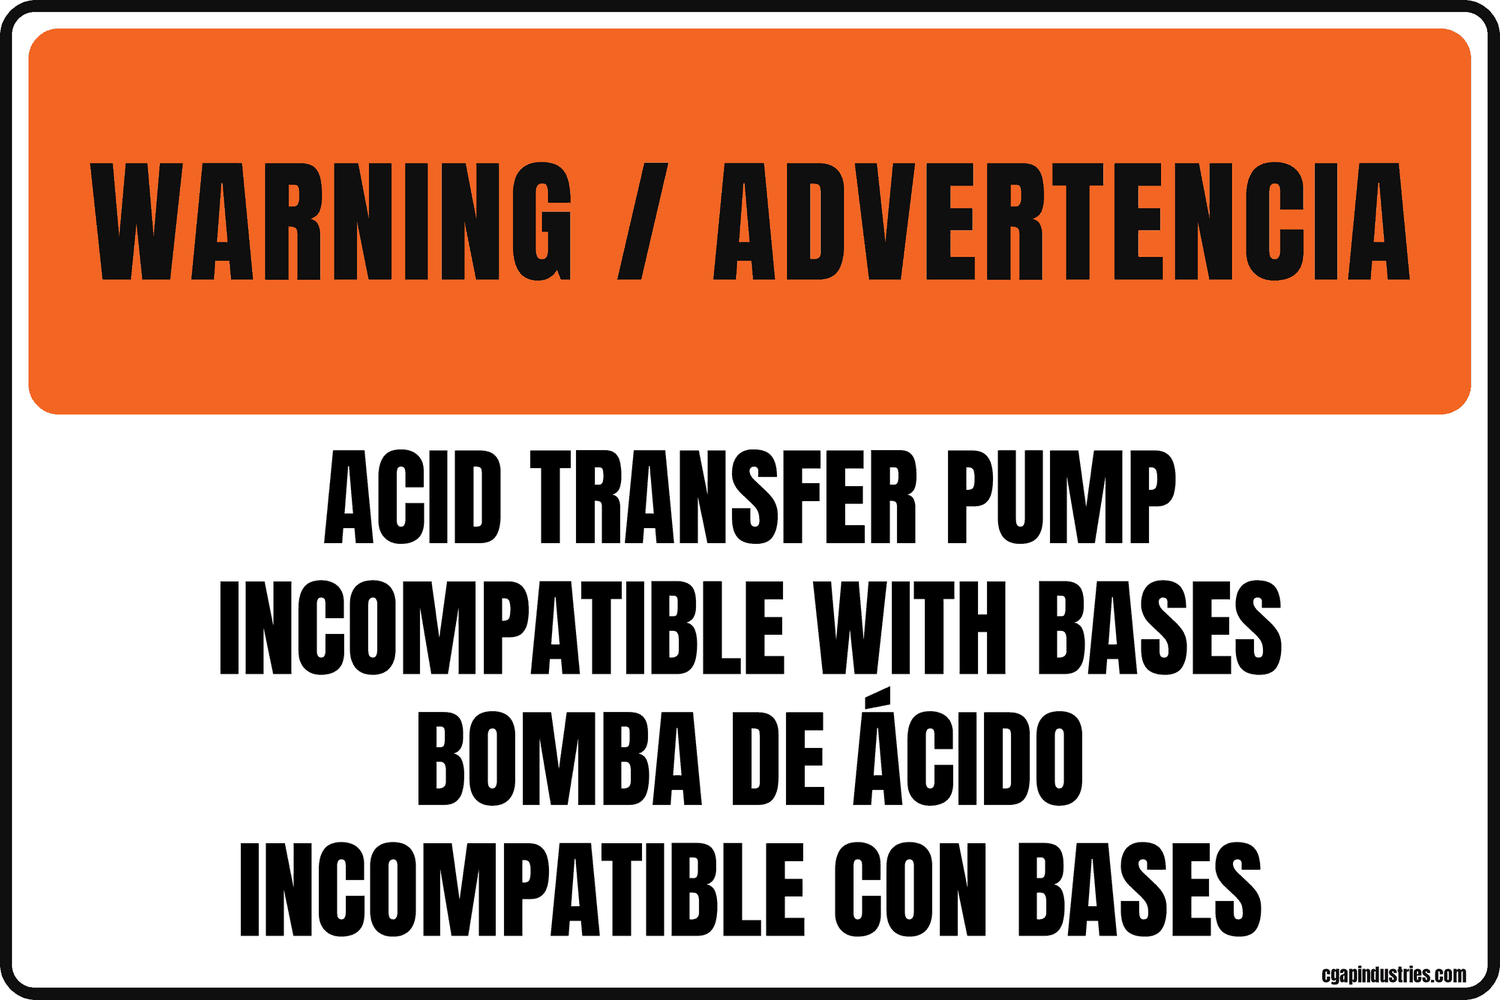 WARNING / ADVERTENCIA
ACID TRANSFER PUMP
INCOMPATIBLE WITH BASES
BOMBA DE ÁCIDO
INCOMPATIBLE CON BASES
cgapindustries.com